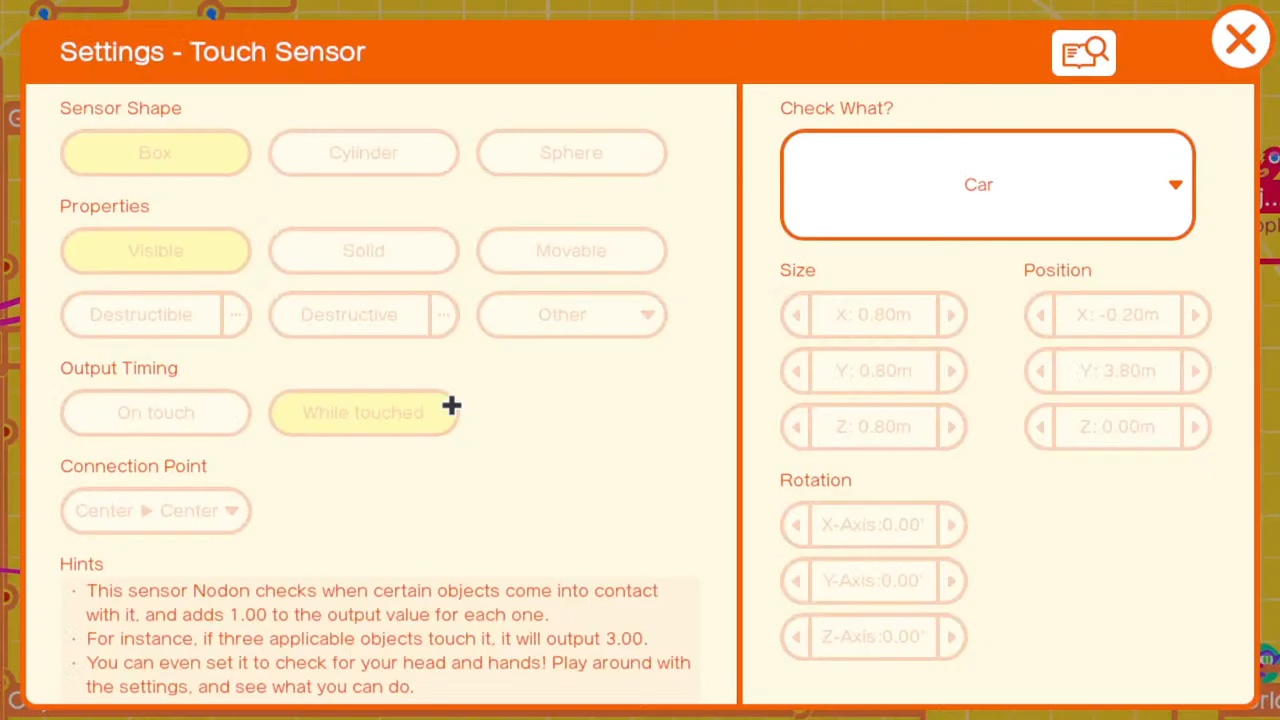 Settings - Touch Sensor
Sensor Shape
Box
Cylinder
Sphere
Properties
Visible
Solid
Movable
Destructible
...
Destructive
...
Other
Output Timing
On touch
While touched
Connection Point
Center ▶ Center
Hints
· This sensor Nodon checks when certain objects come into contact
with it, and adds 1.00 to the output value for each one.
· For instance, if three applicable objects touch it, it will output 3.00.
· You can even set it to check for your head and hands! Play around with
the settings, and see what you can do.
Check What?
Car
Size
X: 0.80m
Y: 0.80m
Z: 0.80m
Position
X: -0.20m
Y: 3.80m
Z: 0.00m
Rotation
X-Axis:0.00°
Y-Axis:0.00°
Z-Axis:0.00°